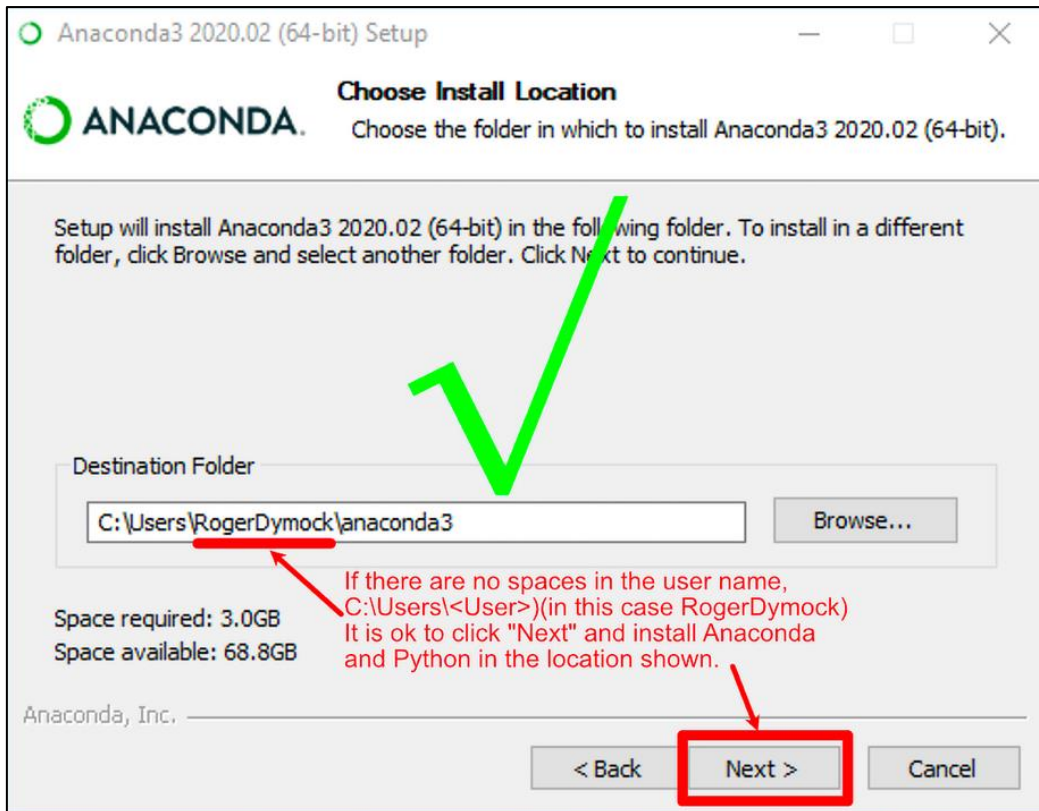 Anaconda3 2020.02 (64-bit) Setup
ANACONDA.
Choose Install Location
Choose the folder in which to install Anaconda3 2020.02 (64-bit).
Setup will install Anaconda3 2020.02 (64-bit) in the following folder. To install in a different
folder, click Browse and select another folder. Click Next to continue.
Destination Folder
C:\Users\RogerDymock\anaconda3
Browse...
If there are no spaces in the user name,
C:\Users\<User>)(in this case RogerDymock)
It is ok to click "Next" and install Anaconda
and Python in the location shown.
Space required: 3.0GB
Space available: 68.8GB
Anaconda, Inc.
< Back
Next >
Cancel